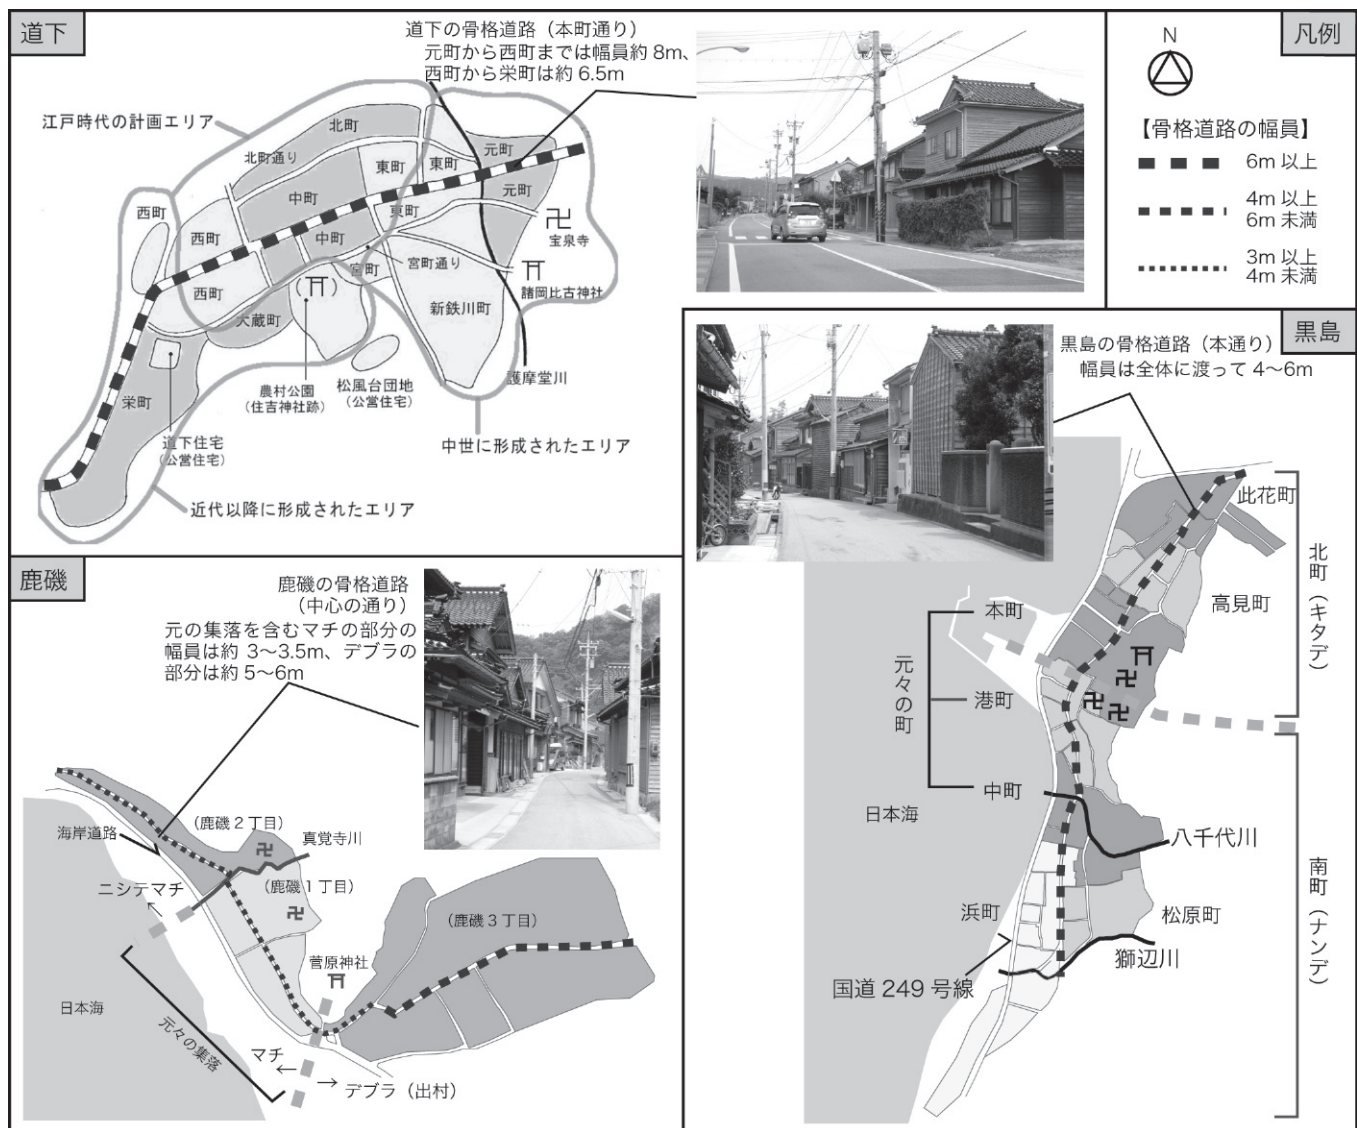 道下
道下の骨格道路（本町通り）
元町から西町までは幅員約 8m、
西町から栄町は約 6.5m
江戸時代の計画エリア
北町
北町通り
東町
東町
元町
中町
元町
西町
西町
東町
中町
宮町
宮町通り
卍
宝泉寺
諸岡比古神社
西町
大蔵町
新鉄川町
護摩堂川
栄町
農村公園
（住吉神社跡）
松風台団地
（公営住宅）
道下住宅
（公営住宅）
中世に形成されたエリア
近代以降に形成されたエリア
凡例
N
【骨格道路の幅員】
6m 以上
4m 以上
6m 未満
3m 以上
4m 未満
鹿磯
鹿磯の骨格道路
（中心の通り）
元の集落を含むマチの部分の
幅員は約 3〜3.5m、デブラの
部分は約 5〜6m
海岸道路
（鹿磯 2 丁目）
卍
真覚寺川
ニシテマチ
←
（鹿磯 1 丁目）
卍
（鹿磯 3 丁目）
菅原神社
日本海
元々の集落
マチ
←
→
デブラ（出村）
黒島
黒島の骨格道路（本通り）
幅員は全体に渡って 4〜6m
此花町
北町（キタデ）
高見町
本町
元々の町
港町
卍
卍
卍
中町
日本海
八千代川
浜町
松原町
獅辺川
国道 249 号線
南町（ナンデ）